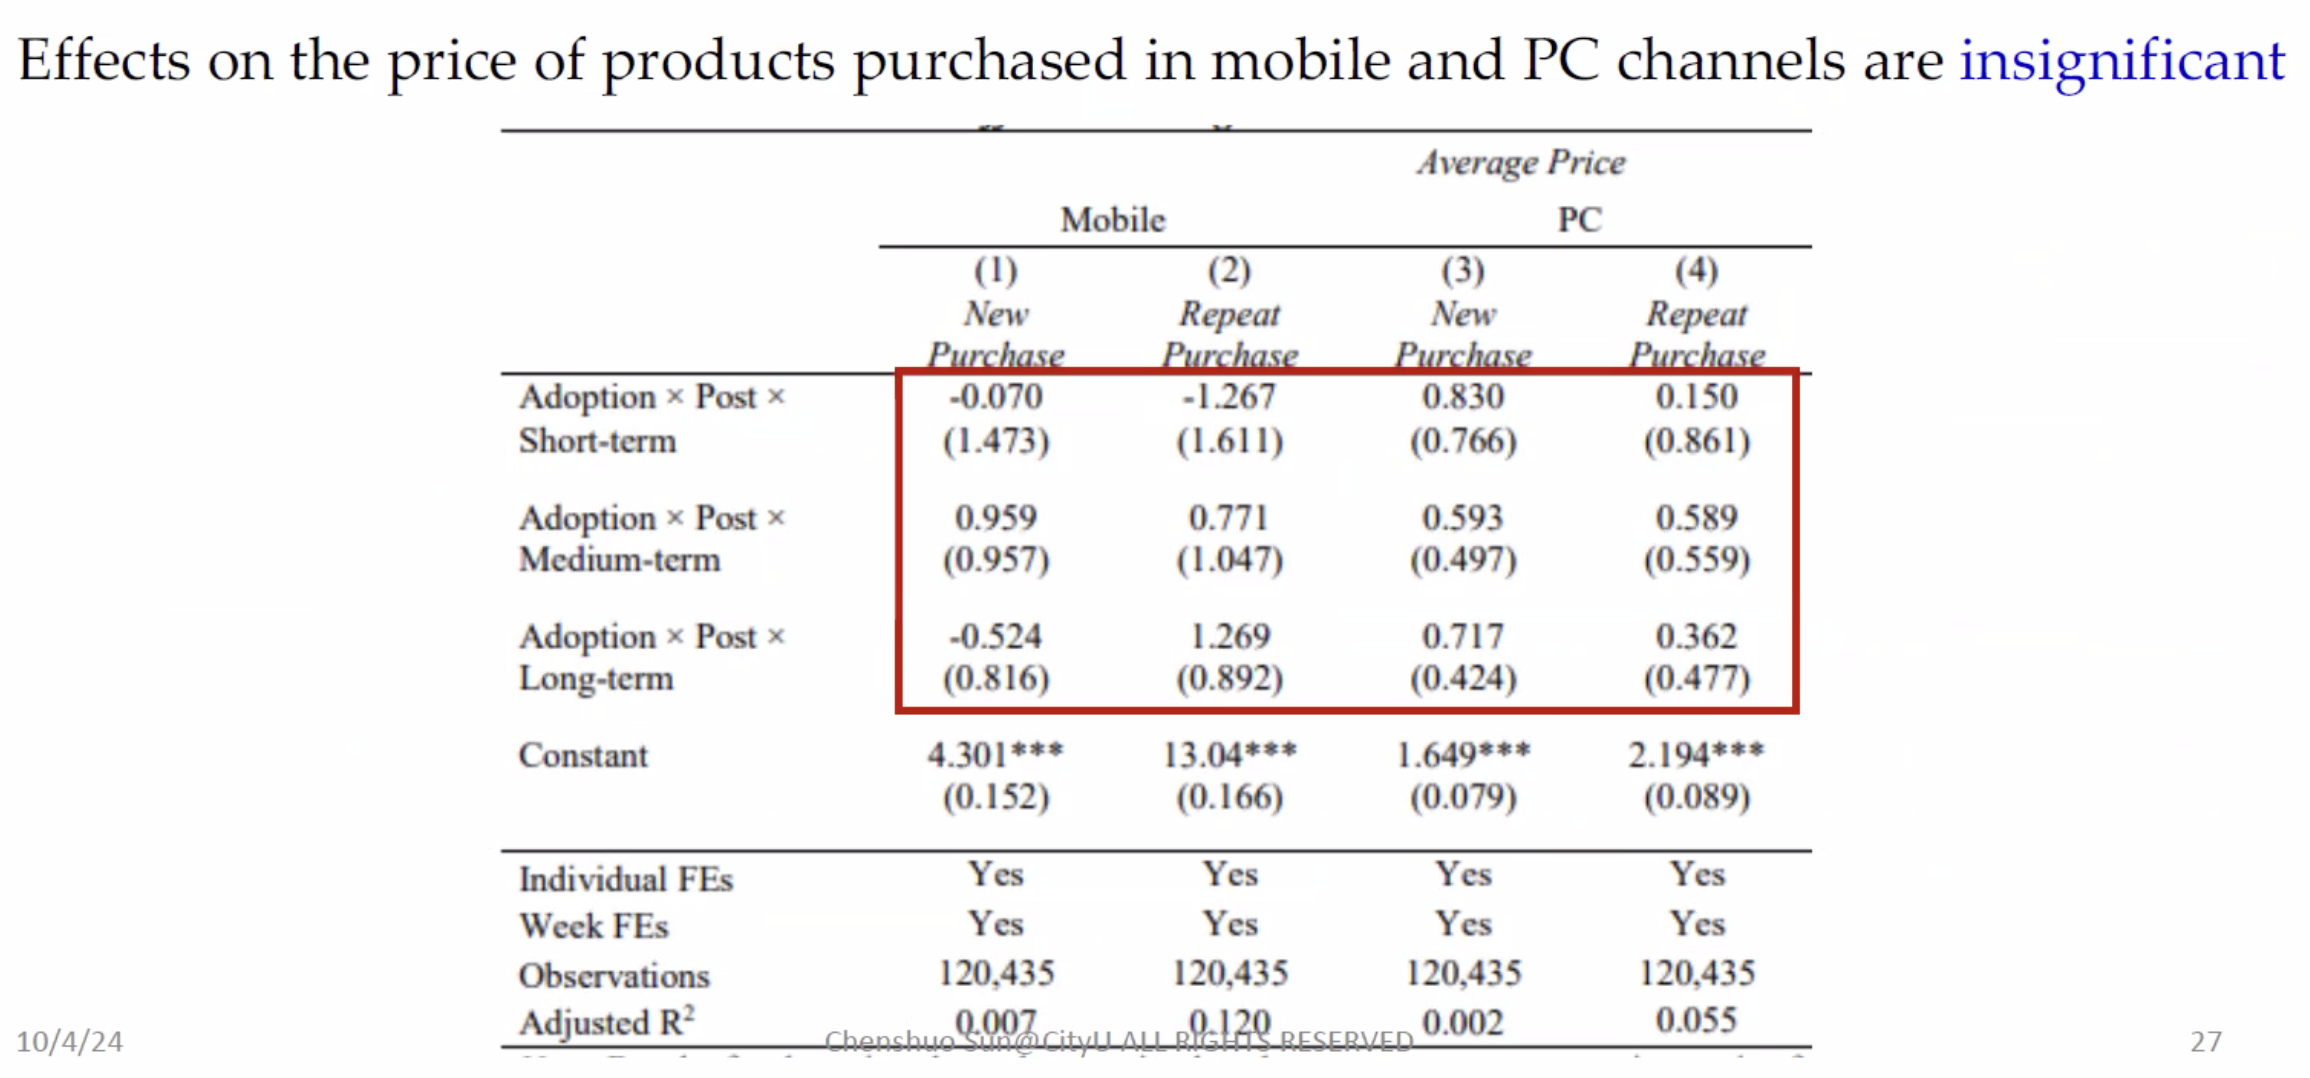 Effects on the price of products purchased in mobile and PC channels are insignificant
Average Price
Mobile PC
(1) (2) (3) (4)
New Repeat New Repeat
Purchase Purchase Purchase Purchase
Adoption × Post × -0.070 -1.267 0.830 0.150
Short-term (1.473) (1.611) (0.766) (0.861)
Adoption × Post × 0.959 0.771 0.593 0.589
Medium-term (0.957) (1.047) (0.497) (0.559)
Adoption × Post × -0.524 1.269 0.717 0.362
Long-term (0.816) (0.892) (0.424) (0.477)
Constant 4.301*** 13.04*** 1.649*** 2.194***
(0.152) (0.166) (0.079) (0.089)
Individual FEs Yes Yes Yes Yes
Week FEs Yes Yes Yes Yes
Observations 120,435 120,435 120,435 120,435
Adjusted R² 0.007 0.120 0.002 0.055
10/4/24 Chenshuo Sun@CityU ALL RIGHTS RESERVED 27